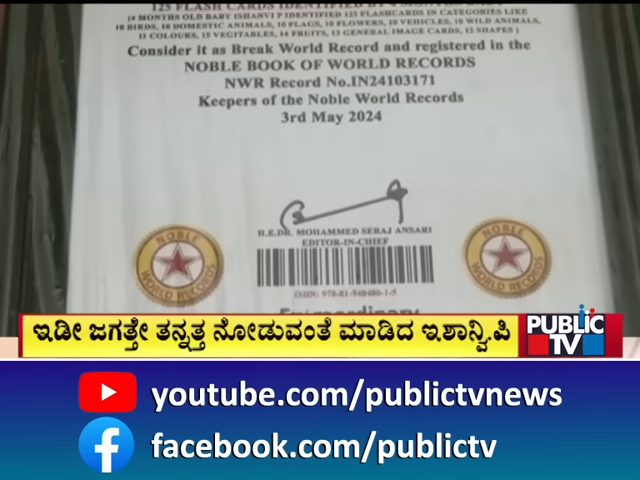 125 FLASH CARDS IDENTIFIED BY 4 MONTHS
(4 MONTHS OLD BABY ISHANVI P IDENTIFIED 125 FLASHCARDS IN CATEGORIES LIKE
10 BIRDS, 10 DOMESTIC ANIMALS, 10 FLAGS, 10 FLOWERS, 10 VEHICLES, 10 WILD ANIMALS,
11 COLOURS, 15 VEGITABLES, 14 FRUITS, 13 GENERAL IMAGE CARDS, 12 SHAPES )
Consider it as Break World Record and registered in the
NOBLE BOOK OF WORLD RECORDS
NWR Record No.IN24103171
Keepers of the Noble World Records
3rd May 2024
H.E.DR. MOHAMMED SERAJ ANSARI
EDITOR-IN-CHIEF
NOBLE
WORLD RECORDS
NOBLE
WORLD RECORDS
ISBN: 978-81-940480-1-5
Extraordinary
ಇಡೀ ಜಗತ್ತೇ ತನ್ನತ್ತ ನೋಡುವಂತೆ ಮಾಡಿದ ಇಶಾನ್ವಿ.ಪಿ
PUBLIC
TV
youtube.com/publictvnews
facebook.com/publictv